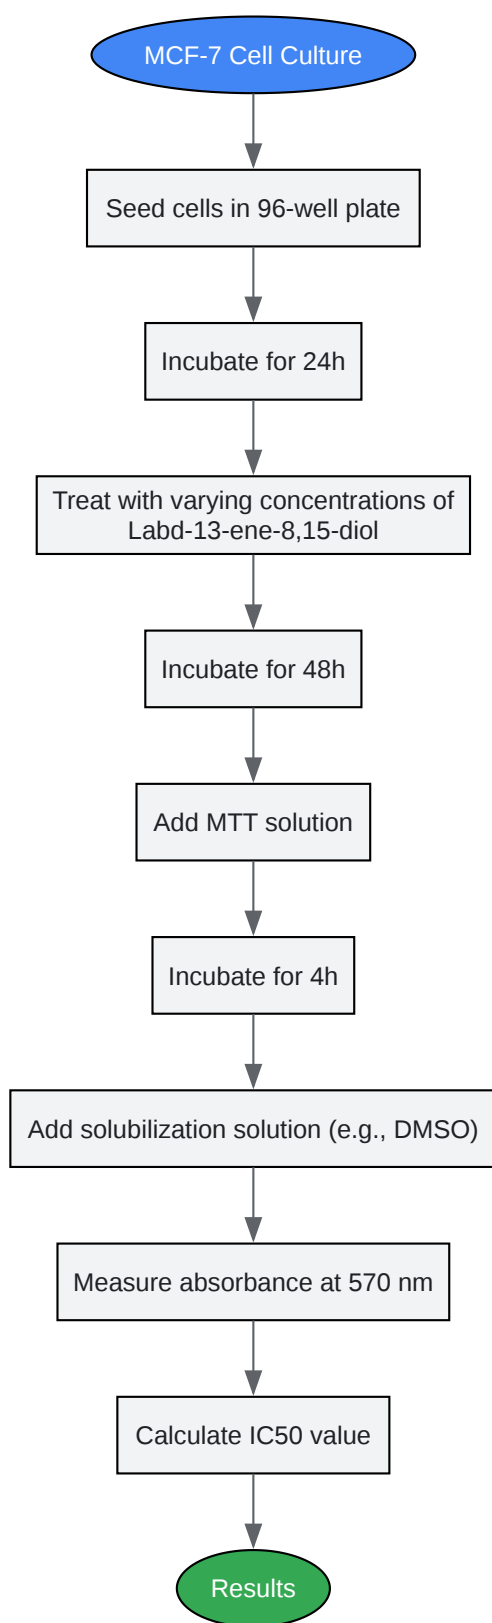 MCF-7 Cell Culture
Seed cells in 96-well plate
Incubate for 24h
Treat with varying concentrations of
Labd-13-ene-8,15-diol
Incubate for 48h
Add MTT solution
Incubate for 4h
Add solubilization solution (e.g., DMSO)
Measure absorbance at 570 nm
Calculate IC50 value
Results